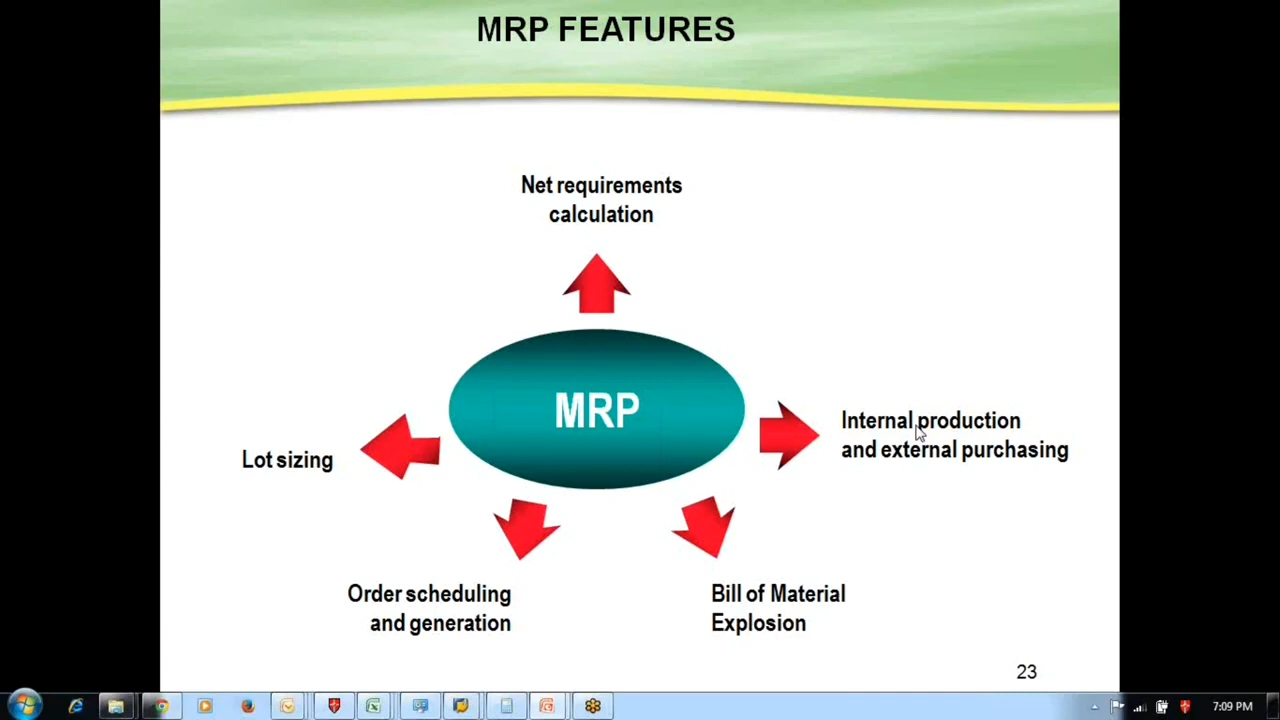 MRP FEATURES
Net requirements
calculation
MRP
Internal production
and external purchasing
Lot sizing
Order scheduling
and generation
Bill of Material
Explosion
23
7:09 PM